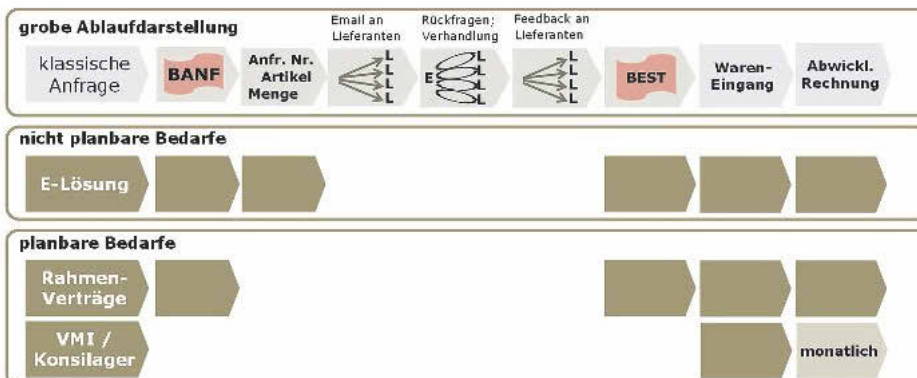 grobe Ablaufdarstellung
Email an
Lieferanten
Rückfragen;
Verhandlung
Feedback an
Lieferanten
klassische
Anfrage
BANF
Anfr. Nr.
Artikel
Menge
L
L
L
L
E
L
L
L
L
L
L
L
L
BEST
Waren-
Eingang
Abwickl.
Rechnung
nicht planbare Bedarfe
E-Lösung
planbare Bedarfe
Rahmen-
Verträge
VMI /
Konsilager
monatlich